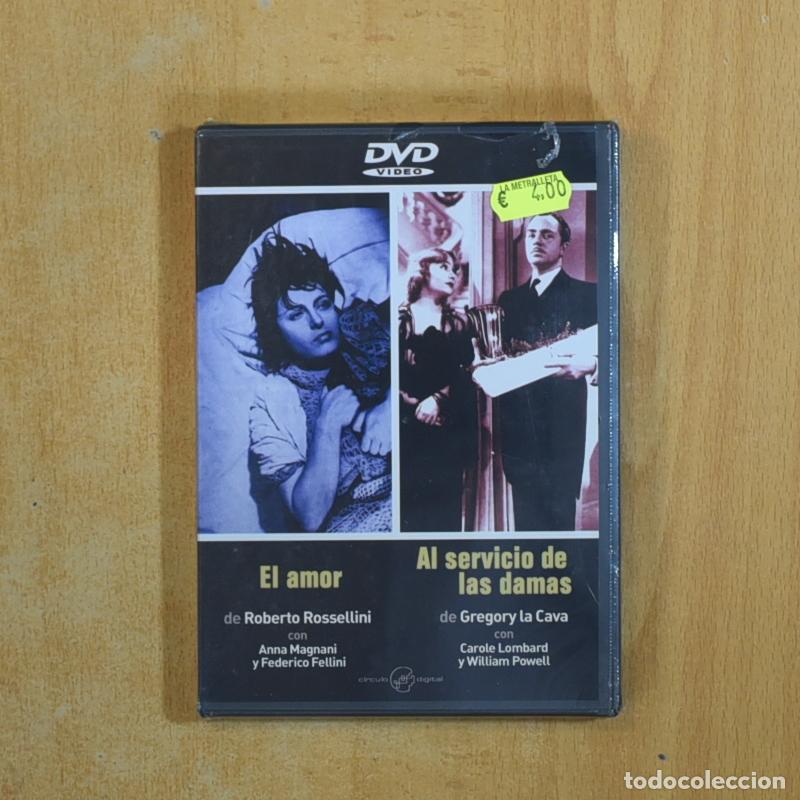 DVD
VIDEO
LA METRALLETA
€ 4,00
El amor
de Roberto Rossellini
con
Anna Magnani
y Federico Fellini
Al servicio de
las damas
de Gregory la Cava
con
Carole Lombard
y William Powell
círculo digital
todocoleccion